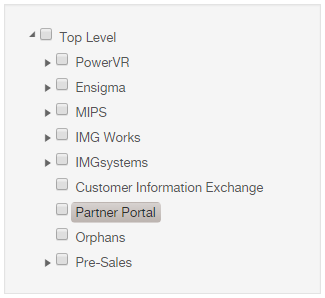 Top Level
PowerVR
Ensigma
MIPS
IMG Works
IMGsystems
Customer Information Exchange
Partner Portal
Orphans
Pre-Sales